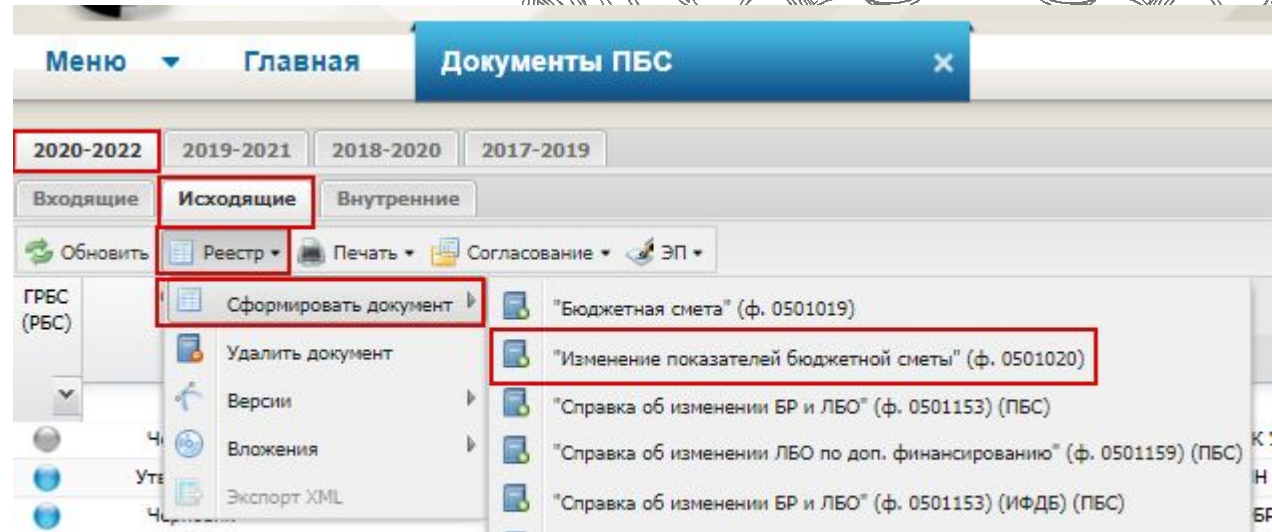 Меню Главная Документы ПБС
2020-2022 2019-2021 2018-2020 2017-2019
Входящие Исходящие Внутренние
Обновить Реестр Печать Согласование ЭП
ГРБС
(РБС)
Сформировать документ
Удалить документ
Версии
Вложения
Экспорт XML
"Бюджетная смета" (ф. 0501019)
"Изменение показателей бюджетной сметы" (ф. 0501020)
"Справка об изменении БР и ЛБО" (ф. 0501153) (ПБС)
"Справка об изменении ЛБО по доп. финансированию" (ф. 0501159) (ПБС)
"Справка об изменении БР и ЛБО" (ф. 0501153) (ИФДБ) (ПБС)